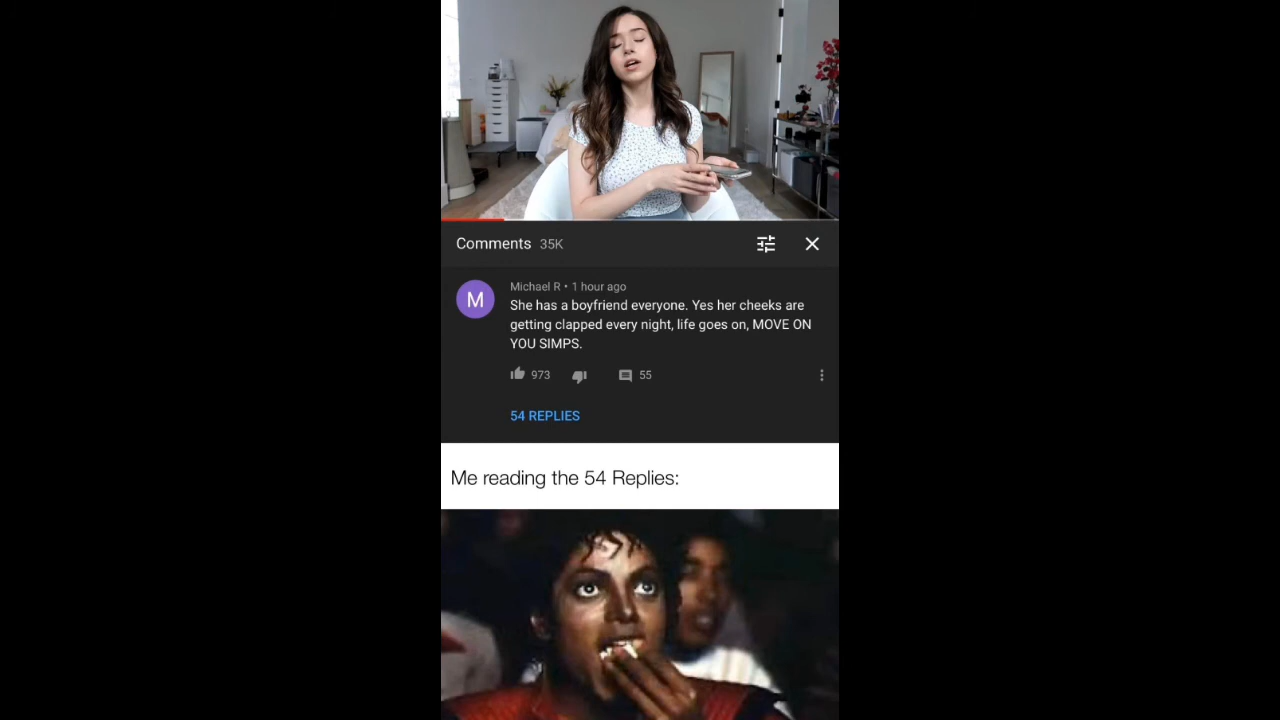 Comments 35K
M
Michael R • 1 hour ago
She has a boyfriend everyone. Yes her cheeks are
getting clapped every night, life goes on, MOVE ON
YOU SIMPS.
973 55
54 REPLIES
Me reading the 54 Replies: